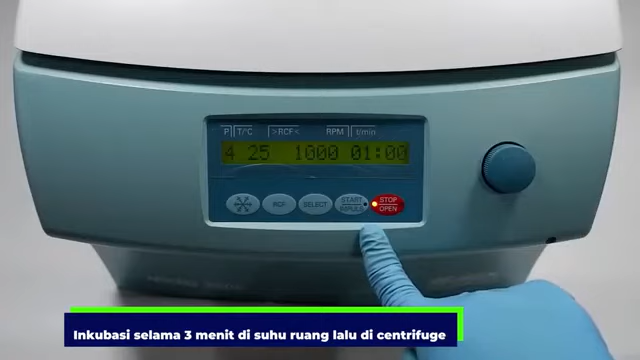 P T/°C >RCF< RPM t/min
4 25 1000 01:00
RCF SELECT START STOP
OPEN
Inkubasi selama 3 menit di suhu ruang lalu di centrifuge